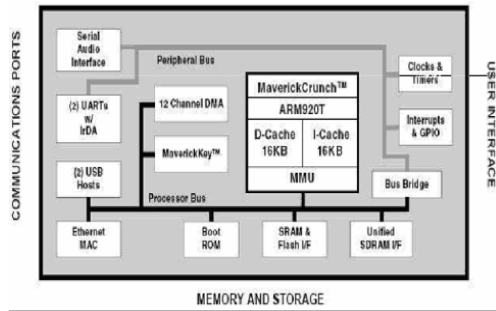 COMMUNICATIONS PORTS
Serial
Audio
Interface
Peripheral Bus
Clocks &
Timers
USER INTERFACE
(2) UARTs
w/
IrDA
12 Channel DMA
MaverickCrunch™
ARM920T
D-Cache
16KB
I-Cache
16KB
MMU
Interrupts
& GPIO
MaverickKey™
(2) USB
Hosts
Bus Bridge
Processor Bus
Ethernet
MAC
Boot
ROM
SRAM &
Flash I/F
Unified
SDRAM I/F
MEMORY AND STORAGE